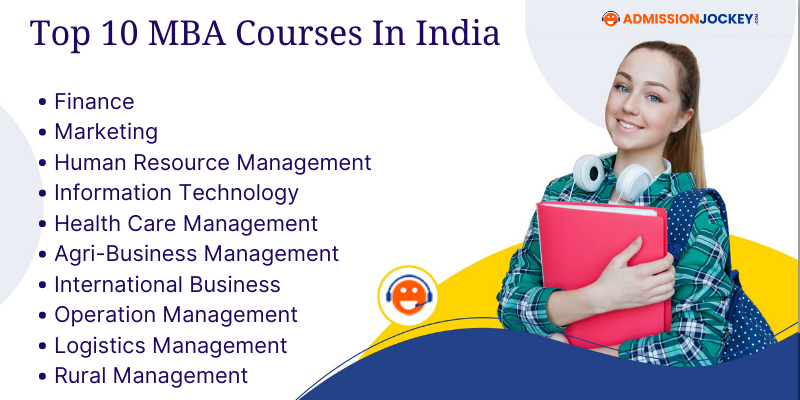 Top 10 MBA Courses In India
ADMISSIONJOCKEY.COM
• Finance
• Marketing
• Human Resource Management
• Information Technology
• Health Care Management
• Agri-Business Management
• International Business
• Operation Management
• Logistics Management
• Rural Management